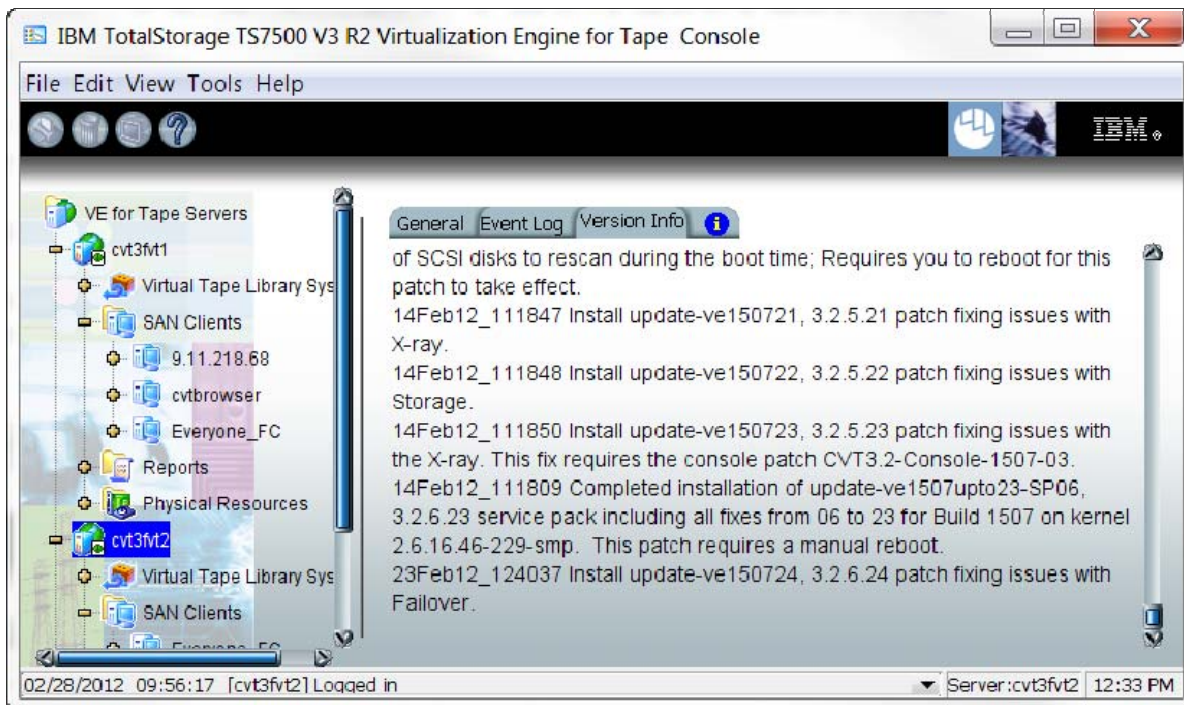 IBM TotalStorage TS7500 V3 R2 Virtualization Engine for Tape Console
File Edit View Tools Help
IBM
VE for Tape Servers
cvt3fvt1
Virtual Tape Library Sys
SAN Clients
9.11.218.68
cvtbrowser
Everyone_FC
Reports
Physical Resources
cvt3fvt2
Virtual Tape Library Sys
SAN Clients
Everyone_FC
General Event Log Version Info
of SCSI disks to rescan during the boot time; Requires you to reboot for this
patch to take effect.
14Feb12_111847 Install update-ve150721, 3.2.5.21 patch fixing issues with
X-ray.
14Feb12_111848 Install update-ve150722, 3.2.5.22 patch fixing issues with
Storage.
14Feb12_111850 Install update-ve150723, 3.2.5.23 patch fixing issues with
the X-ray. This fix requires the console patch CVT3.2-Console-1507-03.
14Feb12_111809 Completed installation of update-ve1507upto23-SP06,
3.2.6.23 service pack including all fixes from 06 to 23 for Build 1507 on kernel
2.6.16.46-229-smp. This patch requires a manual reboot.
23Feb12_124037 Install update-ve150724, 3.2.6.24 patch fixing issues with
Failover.
02/28/2012 09:56:17 [cvt3fvt2] Logged in
Server:cvt3fvt2 12:33 PM